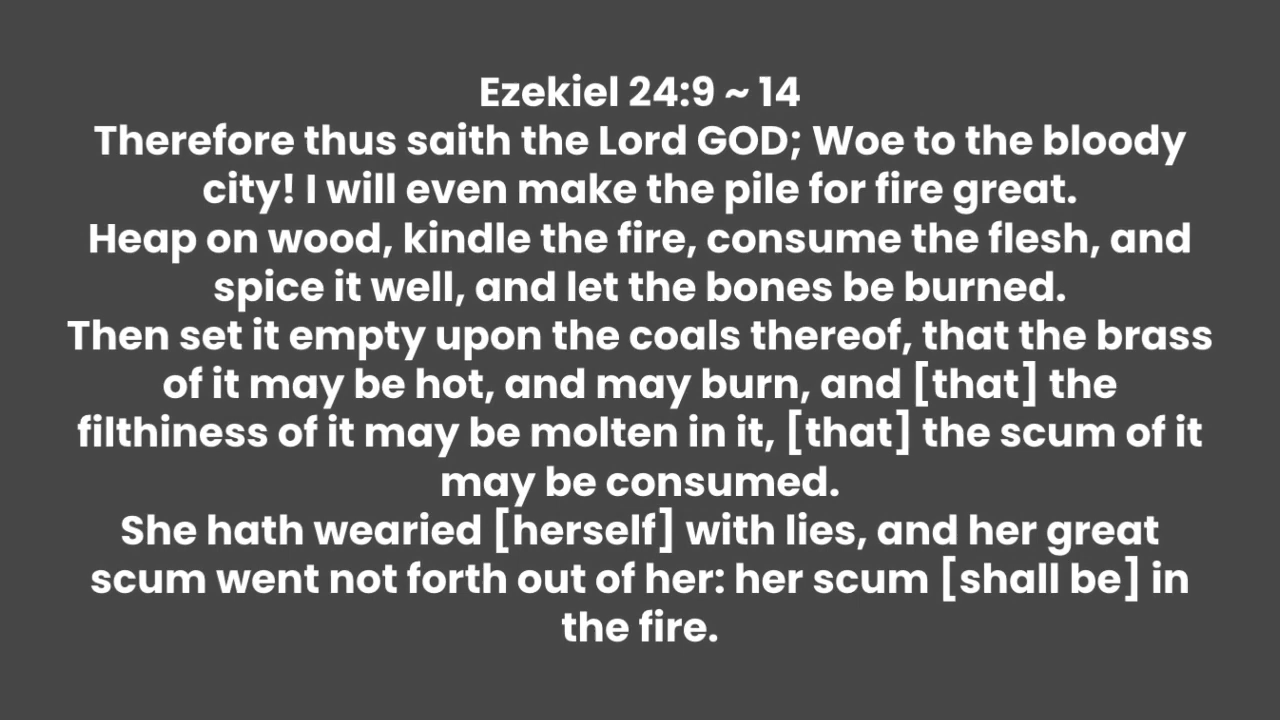 Ezekiel 24:9 ~ 14
Therefore thus saith the Lord GOD; Woe to the bloody
city! I will even make the pile for fire great.
Heap on wood, kindle the fire, consume the flesh, and
spice it well, and let the bones be burned.
Then set it empty upon the coals thereof, that the brass
of it may be hot, and may burn, and [that] the
filthiness of it may be molten in it, [that] the scum of it
may be consumed.
She hath wearied [herself] with lies, and her great
scum went not forth out of her: her scum [shall be] in
the fire.